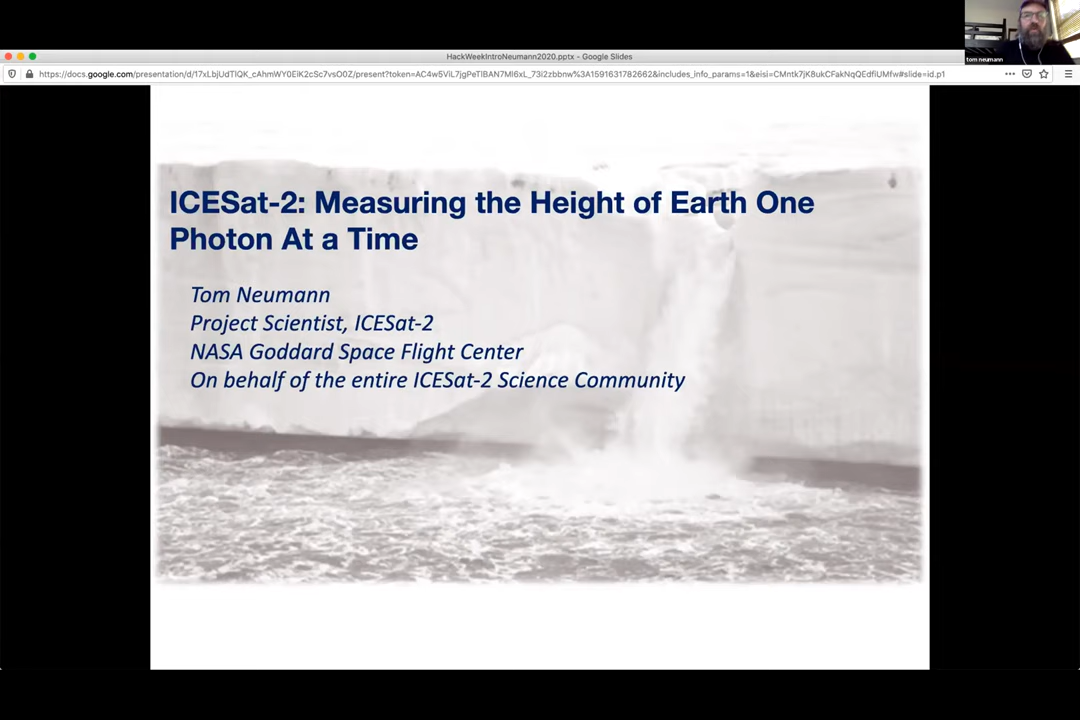 HackWeekIntroNeumann2020.pptx - Google Slides
tom neumann
ICESat-2: Measuring the Height of Earth One
Photon At a Time
Tom Neumann
Project Scientist, ICESat-2
NASA Goddard Space Flight Center
On behalf of the entire ICESat-2 Science Community